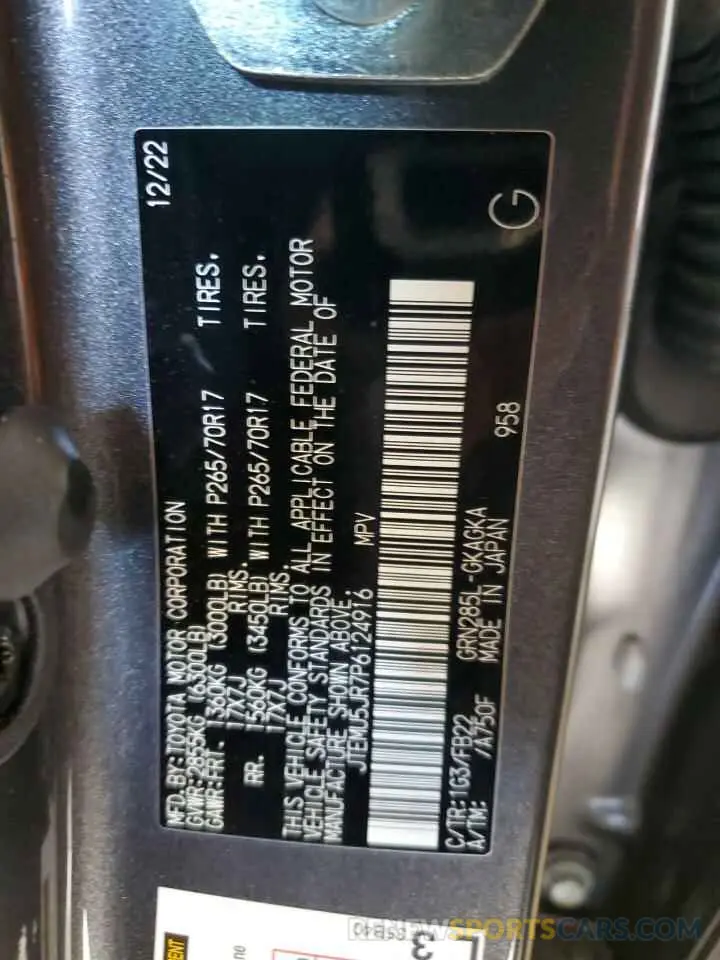 MFD.BY:TOYOTA MOTOR CORPORATION 12/22
GVWR:2855KG (6300LB)
GAWR:FRT. 1360KG (3000LB) WITH P265/70R17 TIRES.
17X7J RIMS.
RR. 1560KG (3450LB) WITH P265/70R17 TIRES.
17X7J RIMS.
THIS VEHICLE CONFORMS TO ALL APPLICABLE FEDERAL MOTOR
VEHICLE SAFETY STANDARDS IN EFFECT ON THE DATE OF
MANUFACTURE SHOWN ABOVE.
JTEMU5JR7P6124916 MPV
C/TR:1G3/FB22 GRN285L-GKAGKA 958 G
A/TM: /A750F MADE IN JAPAN
RENEWSPORTSCARS.COM